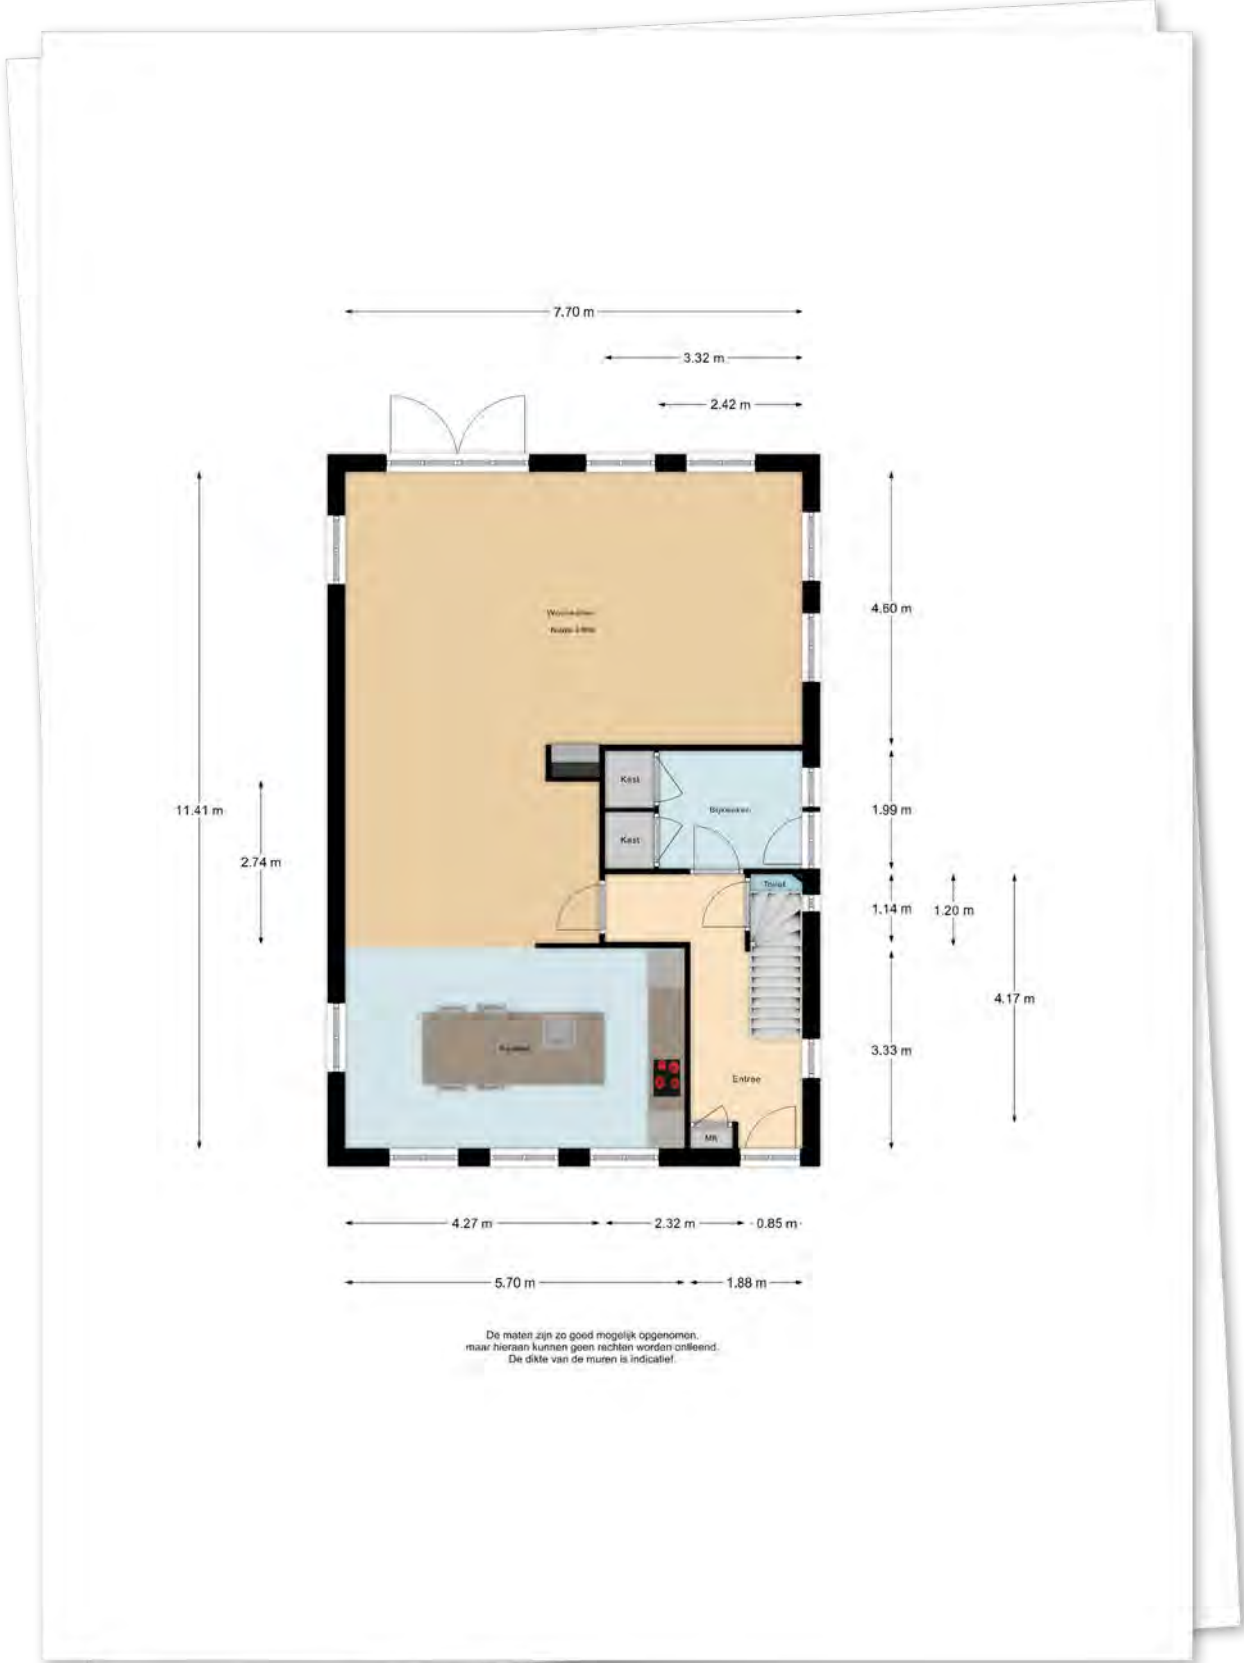 7.70 m
3.32 m
2.42 m
4.60 m
Kast
Bijkeuken
11.41 m
1.99 m
Kast
2.74 m
Toilet
1.14 m
1.20 m
4.17 m
Keuken
3.33 m
Entree
MK
4.27 m
2.32 m
0.85 m
5.70 m
1.88 m
De maten zijn zo goed mogelijk opgenomen,
maar hieraan kunnen geen rechten worden ontleend.
De dikte van de muren is indicatief.